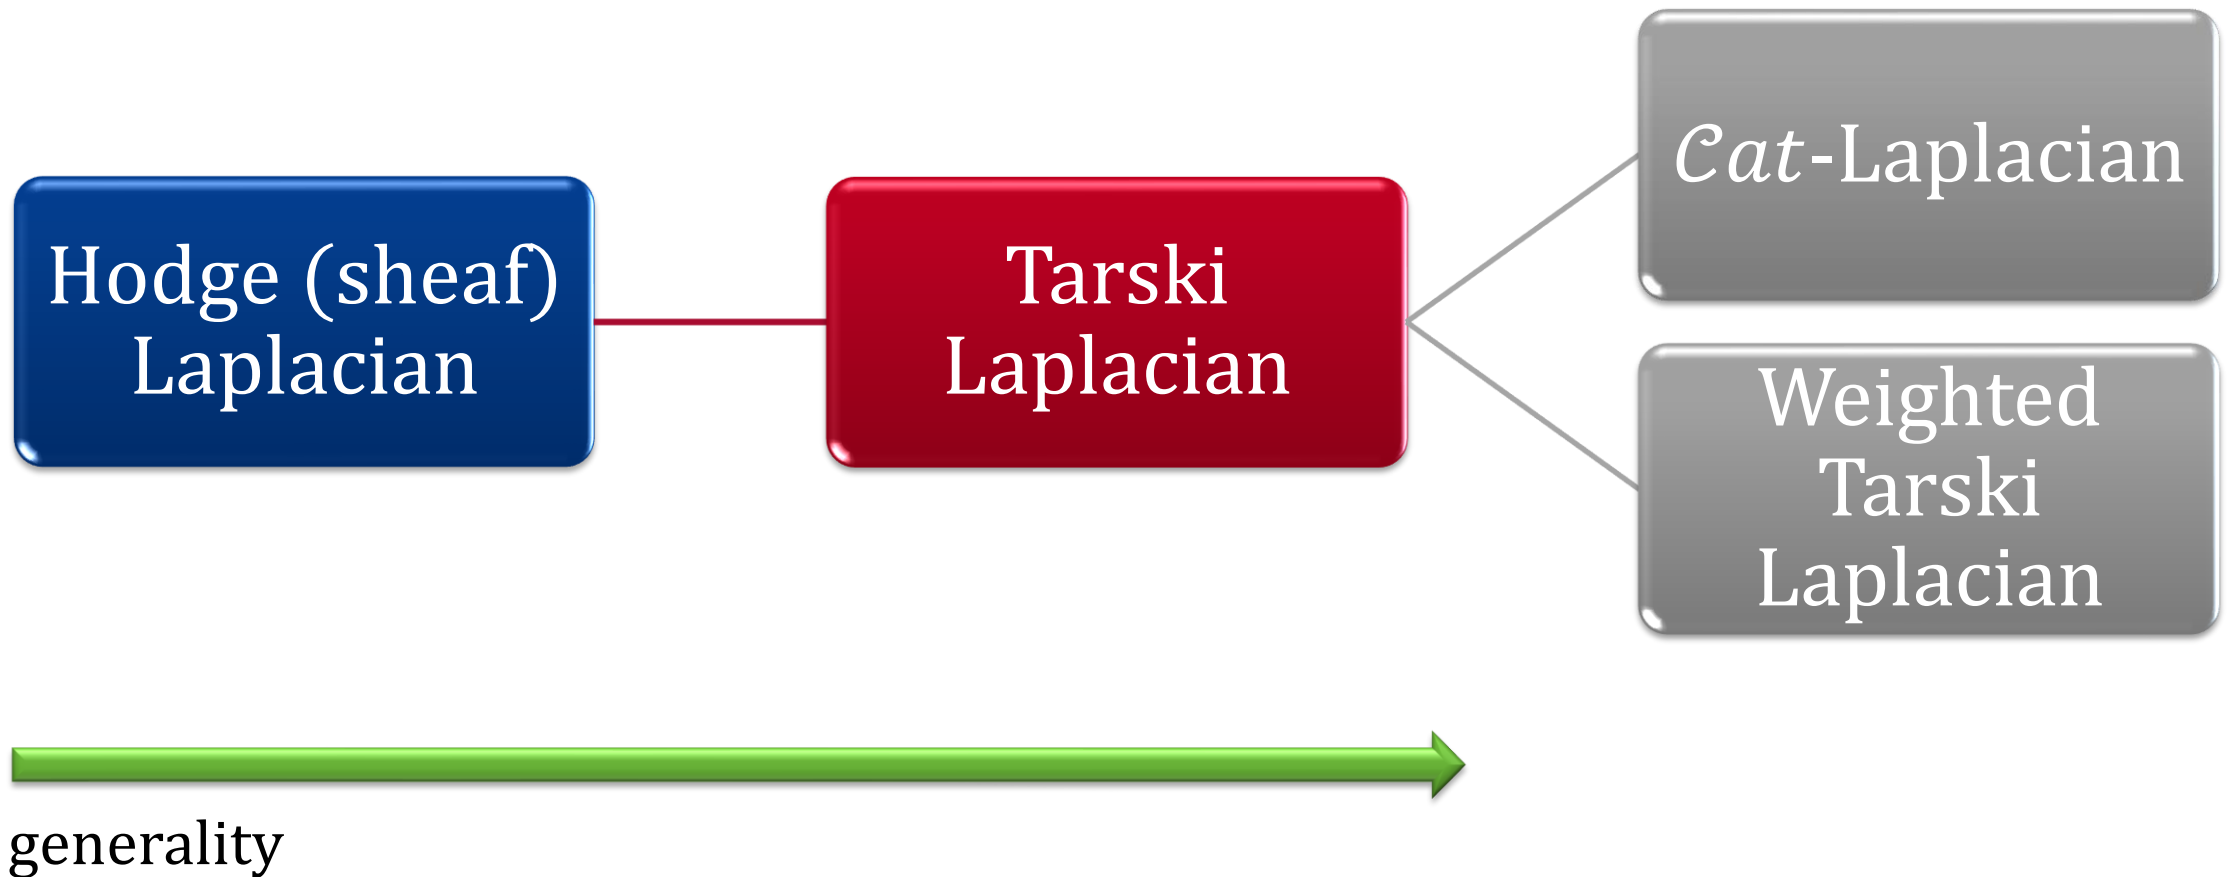 Hodge (sheaf)
Laplacian
Tarski
Laplacian
𝒞at-Laplacian
Weighted
Tarski
Laplacian
generality